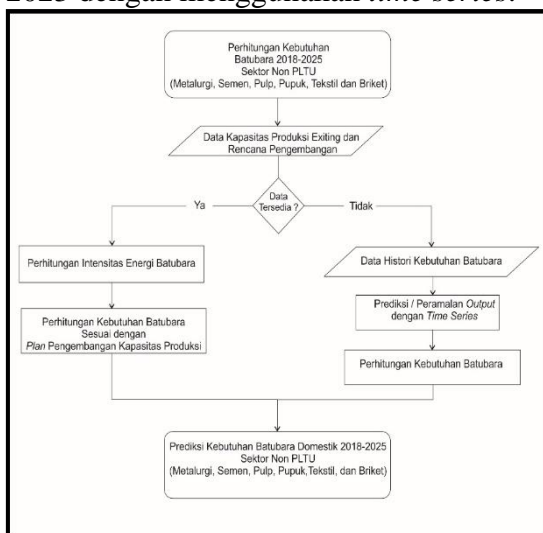 2025 dengan menggunakan time series.
Perhitungan Kebutuhan
Batubara 2018-2025
Sektor Non PLTU
(Metalurgi, Semen, Pulp, Pupuk, Tekstil dan Briket)
Data Kapasitas Produksi Exiting dan
Rencana Pengembangan
Data
Tersedia ?
Ya
Tidak
Perhitungan Intensitas Energi Batubara
Data Histori Kebutuhan Batubara
Prediksi / Peramalan Output
dengan Time Series
Perhitungan Kebutuhan Batubara
Sesuai dengan
Plan Pengembangan Kapasitas Produksi
Perhitungan Kebutuhan Batubara
Prediksi Kebutuhan Batubara Domestik 2018-2025
Sektor Non PLTU
(Metalurgi, Semen, Pulp, Pupuk,Tekstil, dan Briket)